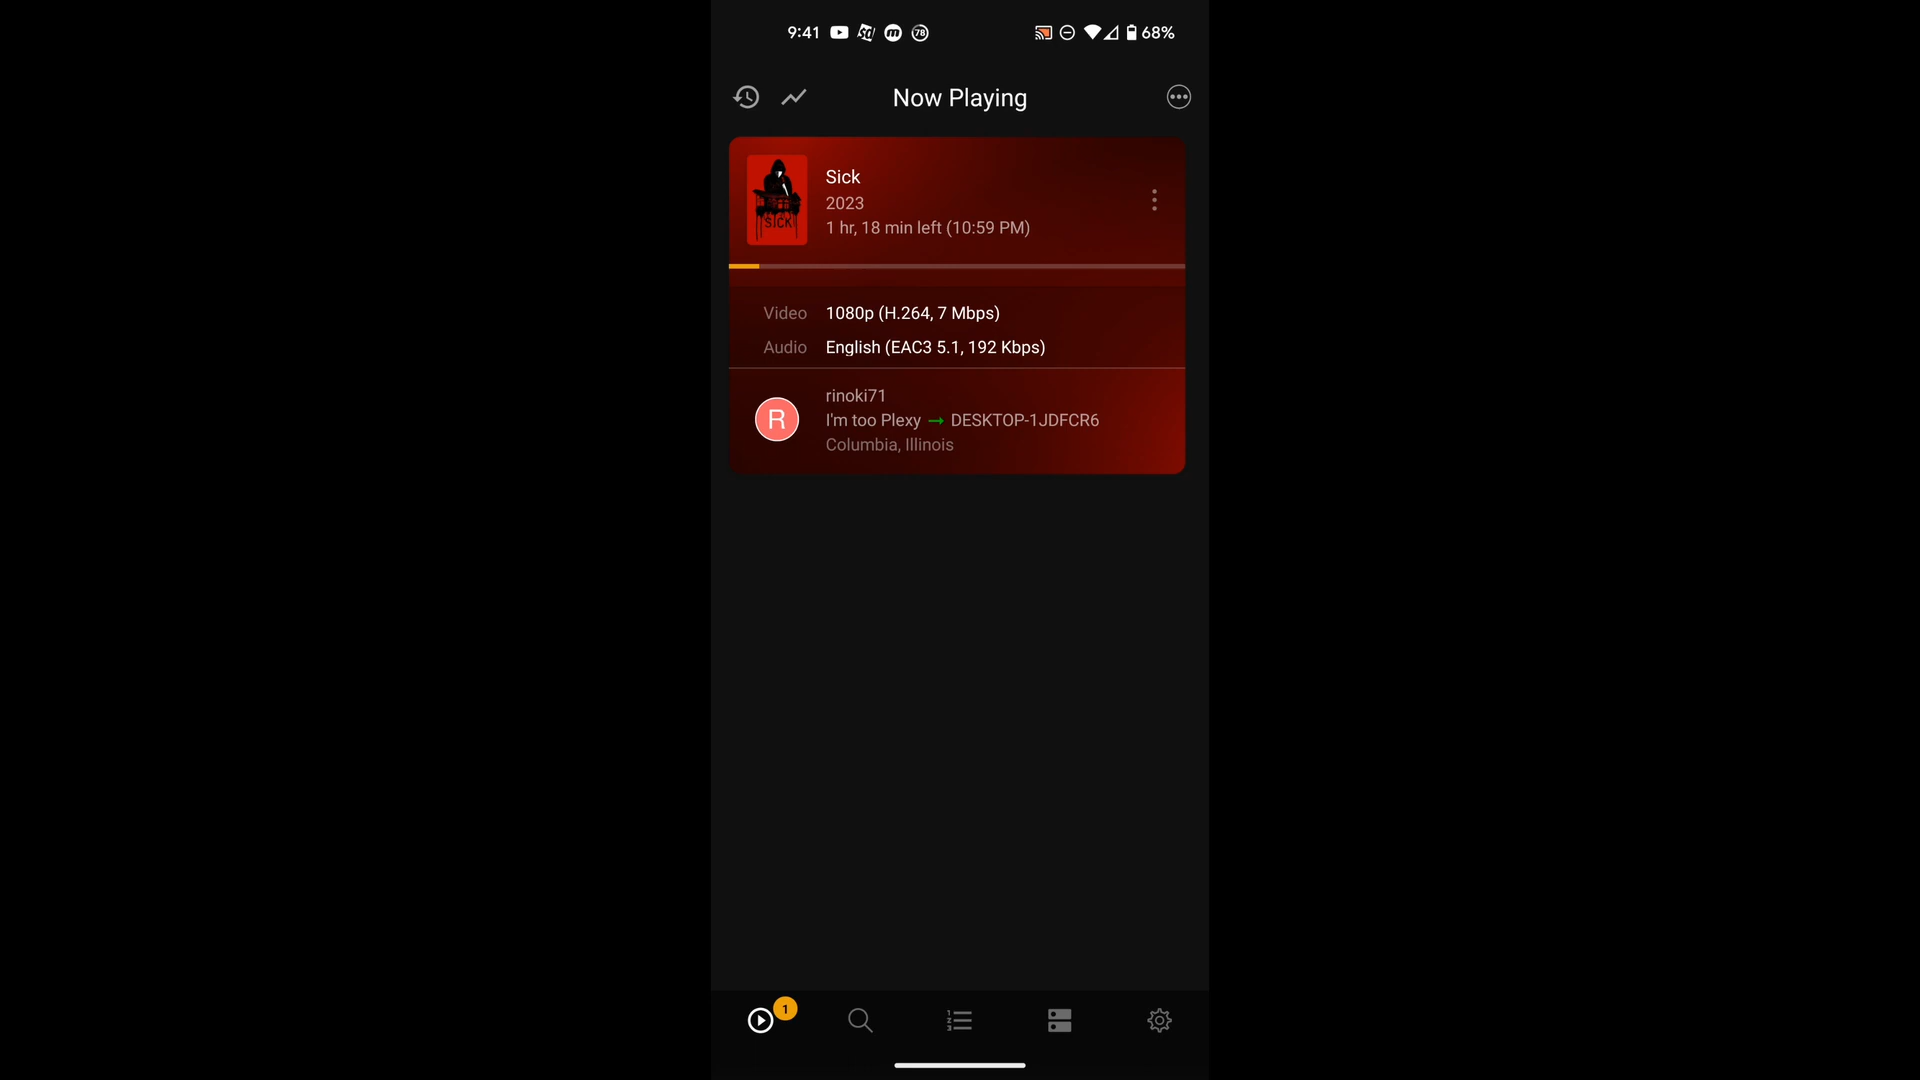 9:41 78 68%
Now Playing
SICK
Sick
2023
1 hr, 18 min left (10:59 PM)
Video 1080p (H.264, 7 Mbps)
Audio English (EAC3 5.1, 192 Kbps)
R
rinoki71
I'm too Plexy → DESKTOP-1JDFCR6
Columbia, Illinois
1